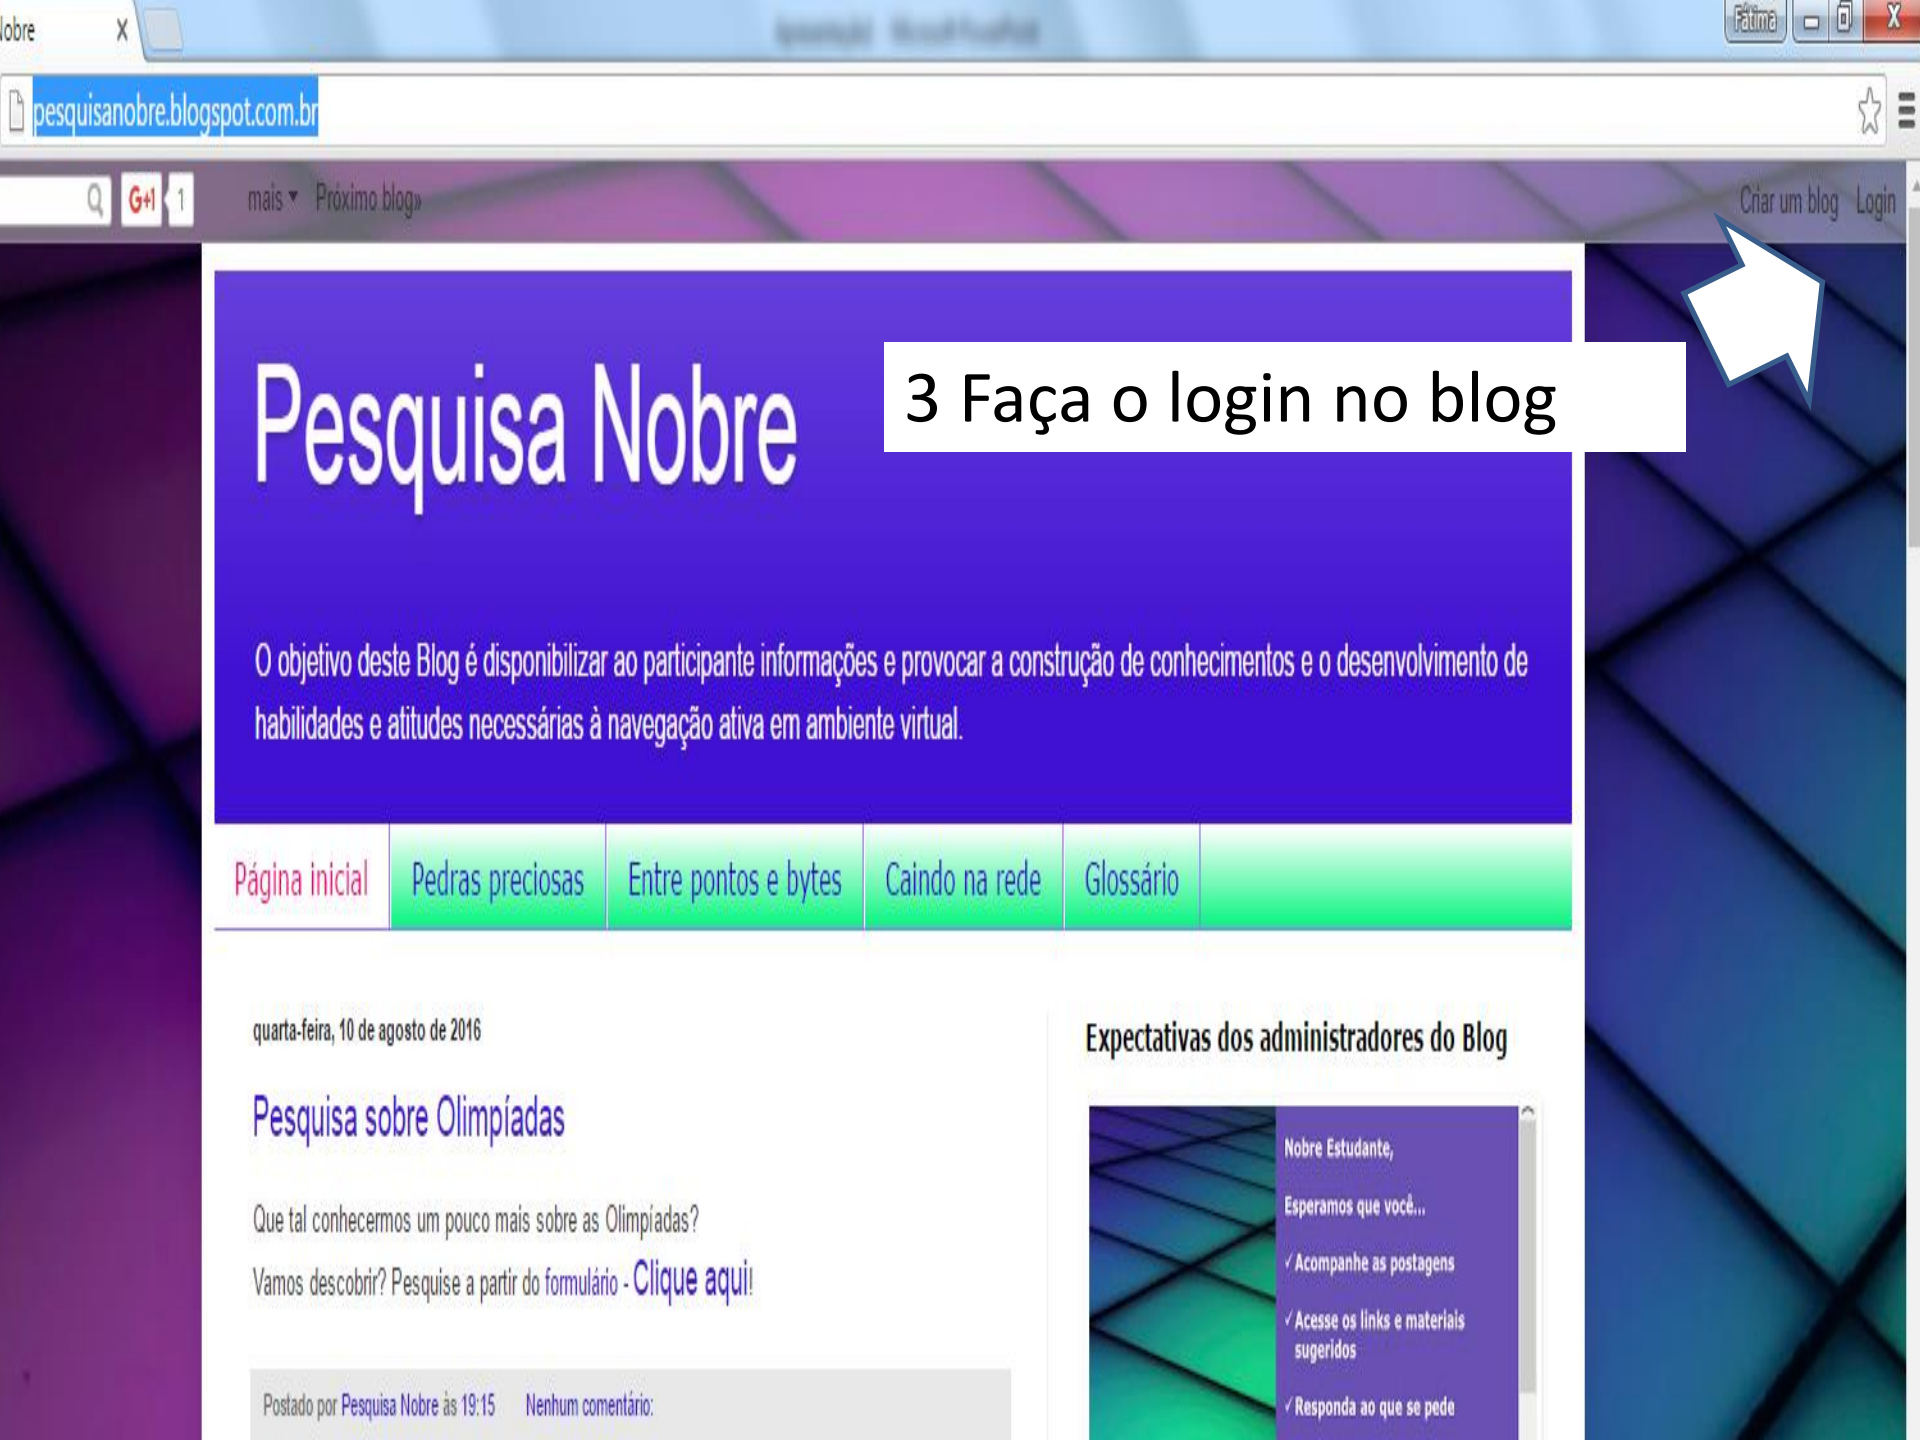 Nobre X
Fátima
X
pesquisanobre.blogspot.com.br
G+1 1 mais Próximo blog»
Criar um blog Login
Pesquisa Nobre
3 Faça o login no blog
O objetivo deste Blog é disponibilizar ao participante informações e provocar a construção de conhecimentos e o desenvolvimento de
habilidades e atitudes necessárias à navegação ativa em ambiente virtual.
Página inicial Pedras preciosas Entre pontos e bytes Caindo na rede Glossário
quarta-feira, 10 de agosto de 2016
Pesquisa sobre Olimpíadas
Que tal conhecermos um pouco mais sobre as Olimpíadas?
Vamos descobrir? Pesquise a partir do formulário - Clique aqui!
Postado por Pesquisa Nobre às 19:15 Nenhum comentário:
Expectativas dos administradores do Blog
Nobre Estudante,
Esperamos que você...
✓Acompanhe as postagens
✓Acesse os links e materiais
sugeridos
✓Responda ao que se pede